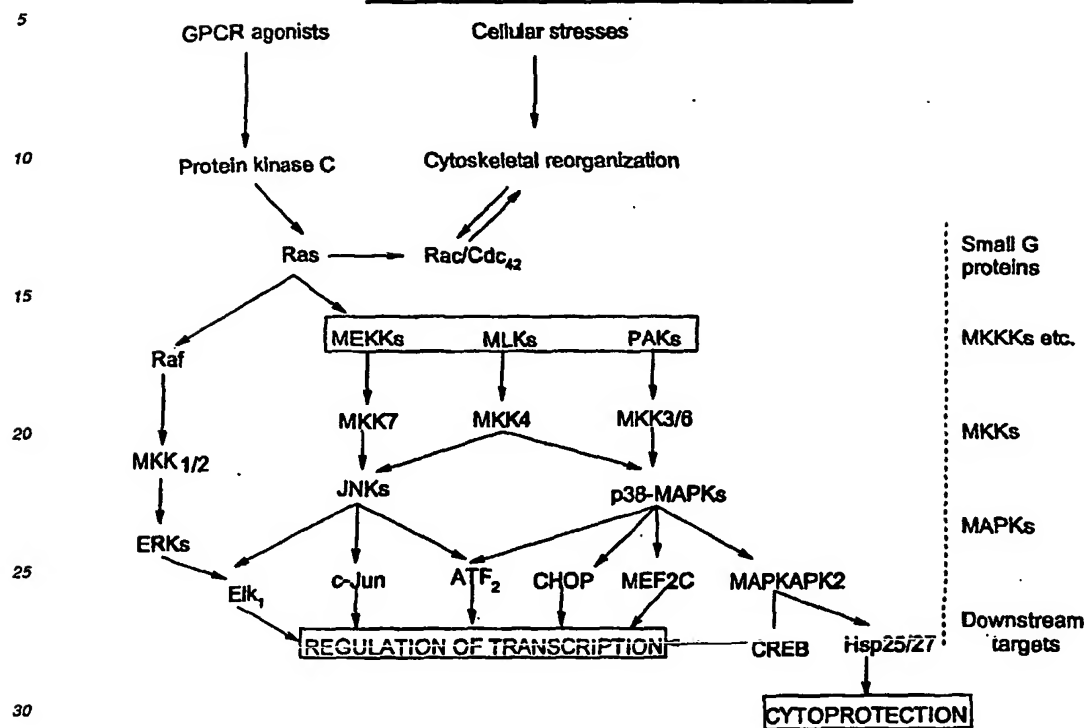 5
GPCR agonists Cellular stresses
10
Protein kinase C Cytoskeletal reorganization
Ras Rac/Cdc42
Small G
proteins
15
MEKKs MLKs PAKs
MKKKs etc.
Raf
MKK7 MKK4 MKK3/6
20
MKKs
MKK1/2
JNKs p38-MAPKs
MAPKs
ERKs
25
c-Jun ATF2 CHOP MEF2C MAPKAPK2
Elk1
Downstream
targets
REGULATION OF TRANSCRIPTION CREB Hsp25/27
30
CYTOPROTECTION